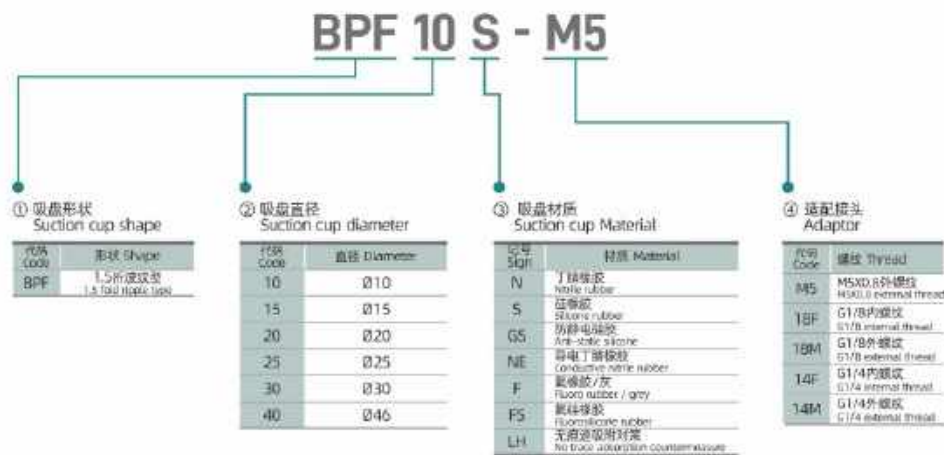 BPF 10 S - M5
① 吸盘形状
Suction cup shape
代码 Code 形状 Shape
BPF 1.5折波纹型
1.5 fold ripple type
② 吸盘直径
Suction cup diameter
代码 Code 直径 Diameter
10 Ø10
15 Ø15
20 Ø20
25 Ø25
30 Ø30
40 Ø46
③ 吸盘材质
Suction cup Material
记号 Sign 材质 Material
N 丁腈橡胶
Nitrile rubber
S 硅橡胶
Silicone rubber
GS 防静电硅胶
Anti-static silicone
NE 导电丁腈橡胶
Conductive nitrile rubber
F 氟橡胶/灰
Fluoro rubber / grey
FS 氟硅橡胶
Fluorosilicone rubber
LH 无痕迹吸附对策
No trace adsorption countermeasure
④ 适配接头
Adaptor
代码 Code 螺纹 Thread
M5 M5X0.8外螺纹
M5X0.8 external thread
18F G1/8内螺纹
G1/8 internal thread
18M G1/8外螺纹
G1/8 external thread
14F G1/4内螺纹
G1/4 internal thread
14M G1/4外螺纹
G1/4 external thread